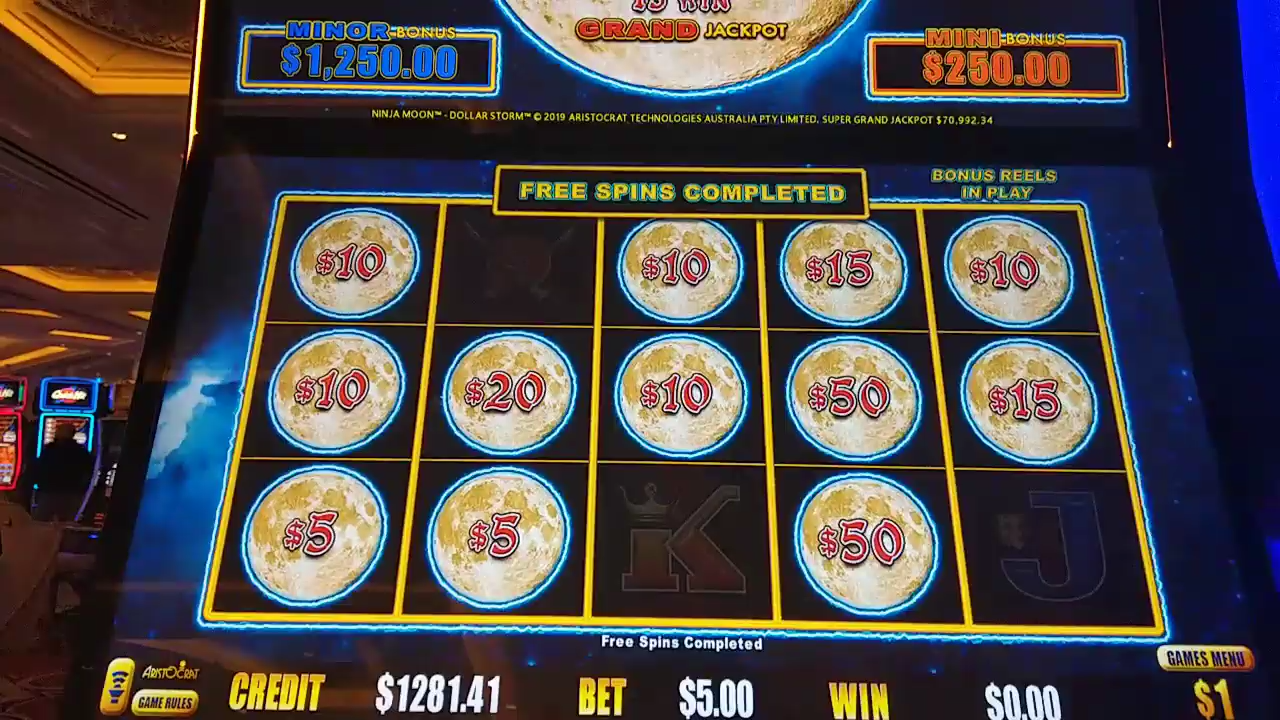 15 WIN
GRAND JACKPOT
MINOR BONUS
$1,250.00
MINI BONUS
$250.00
NINJA MOON™ - DOLLAR STORM™ © 2019 ARISTOCRAT TECHNOLOGIES AUSTRALIA PTY LIMITED. SUPER GRAND JACKPOT $70,992.34
FREE SPINS COMPLETED
BONUS REELS
IN PLAY
$10 $10 $15 $10
$10 $20 $10 $50 $15
$5 $5 K $50 J
Free Spins Completed
ARISTOCRAT
GAME RULES
CREDIT $1281.41 BET $5.00 WIN $0.00
GAMES MENU
$1